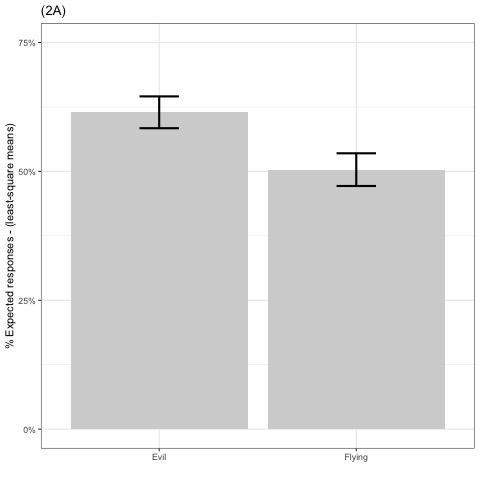 (2A)
% Expected responses - (least-square means)
75%
50%
25%
0%
Evil
Flying